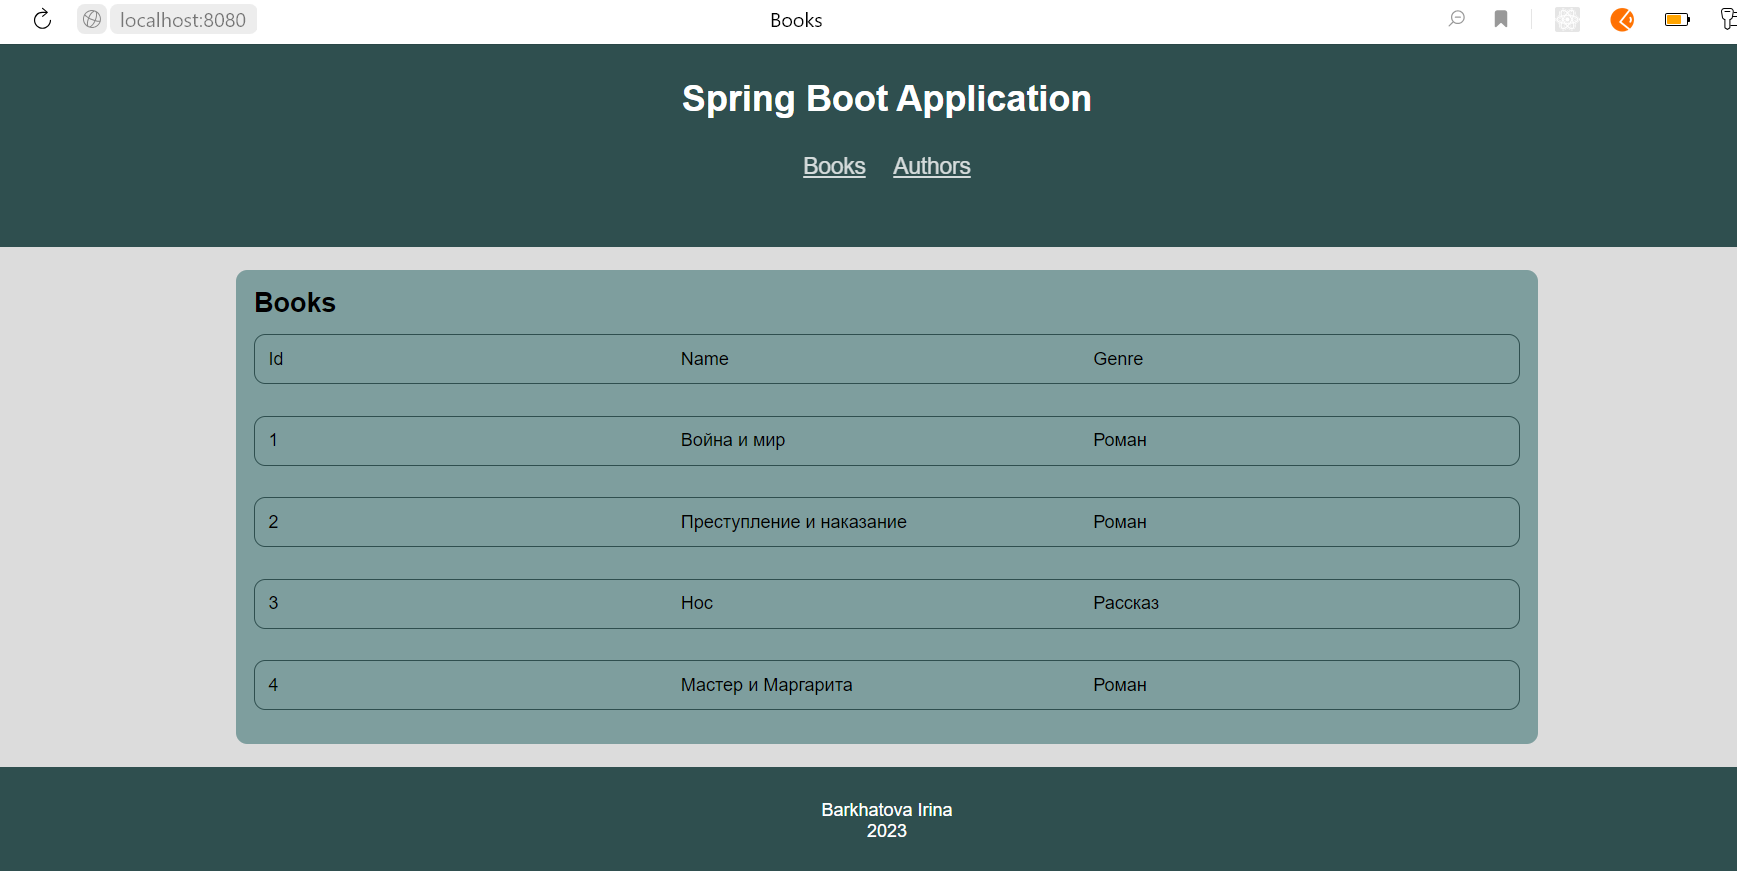 localhost:8080 Books
Spring Boot Application
Books Authors
Books
Id Name Genre
1 Война и мир Роман
2 Преступление и наказание Роман
3 Нос Рассказ
4 Мастер и Маргарита Роман
Barkhatova Irina
2023